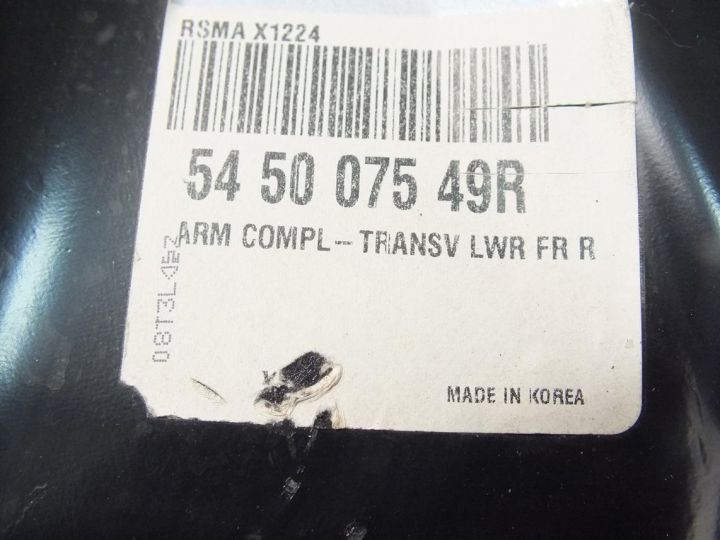 RSMA X1224
54 50 075 49R
ARM COMPL-TRANSV LWR FR R
MADE IN KOREA